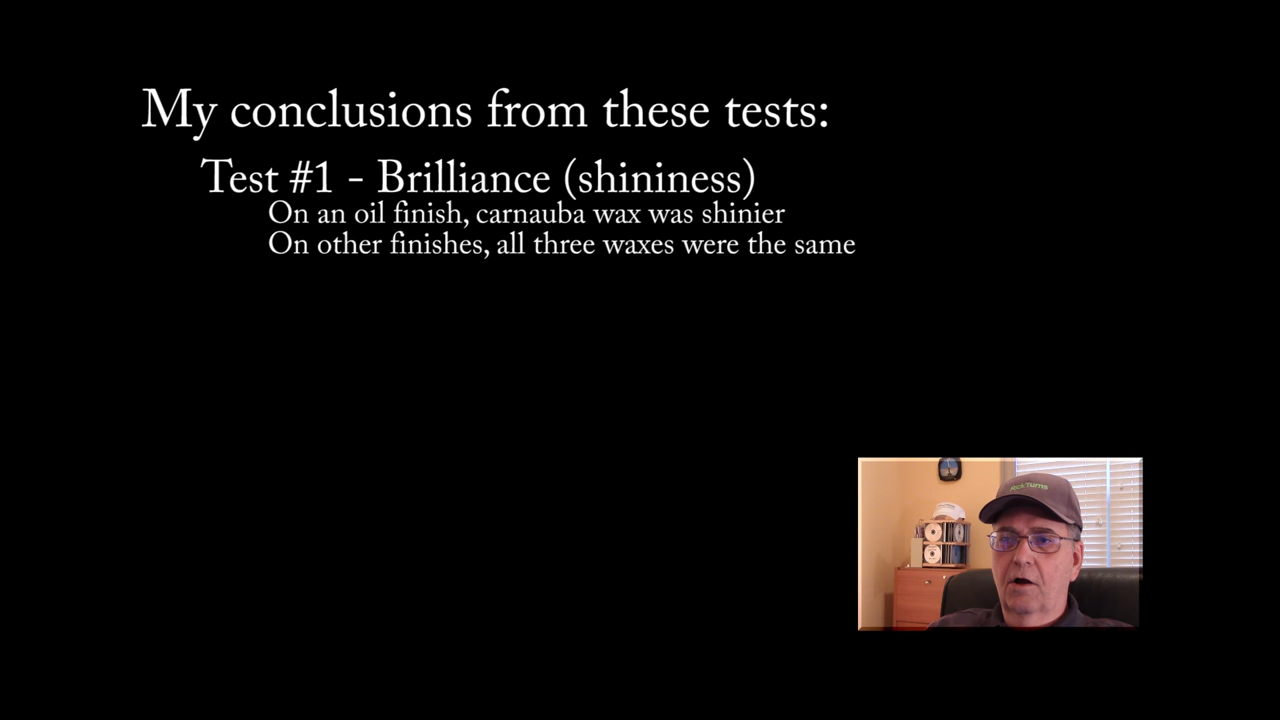 My conclusions from these tests:
Test #1 - Brilliance (shininess)
On an oil finish, carnauba wax was shinier
On other finishes, all three waxes were the same
RickTurns